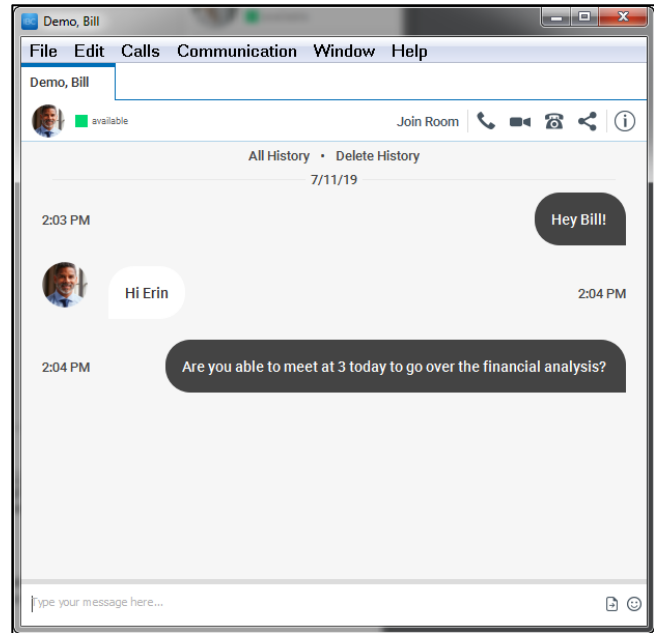 Demo, Bill
File Edit Calls Communication Window Help
Demo, Bill
available Join Room
All History • Delete History
7/11/19
2:03 PM Hey Bill!
Hi Erin 2:04 PM
2:04 PM Are you able to meet at 3 today to go over the financial analysis?
Type your message here...